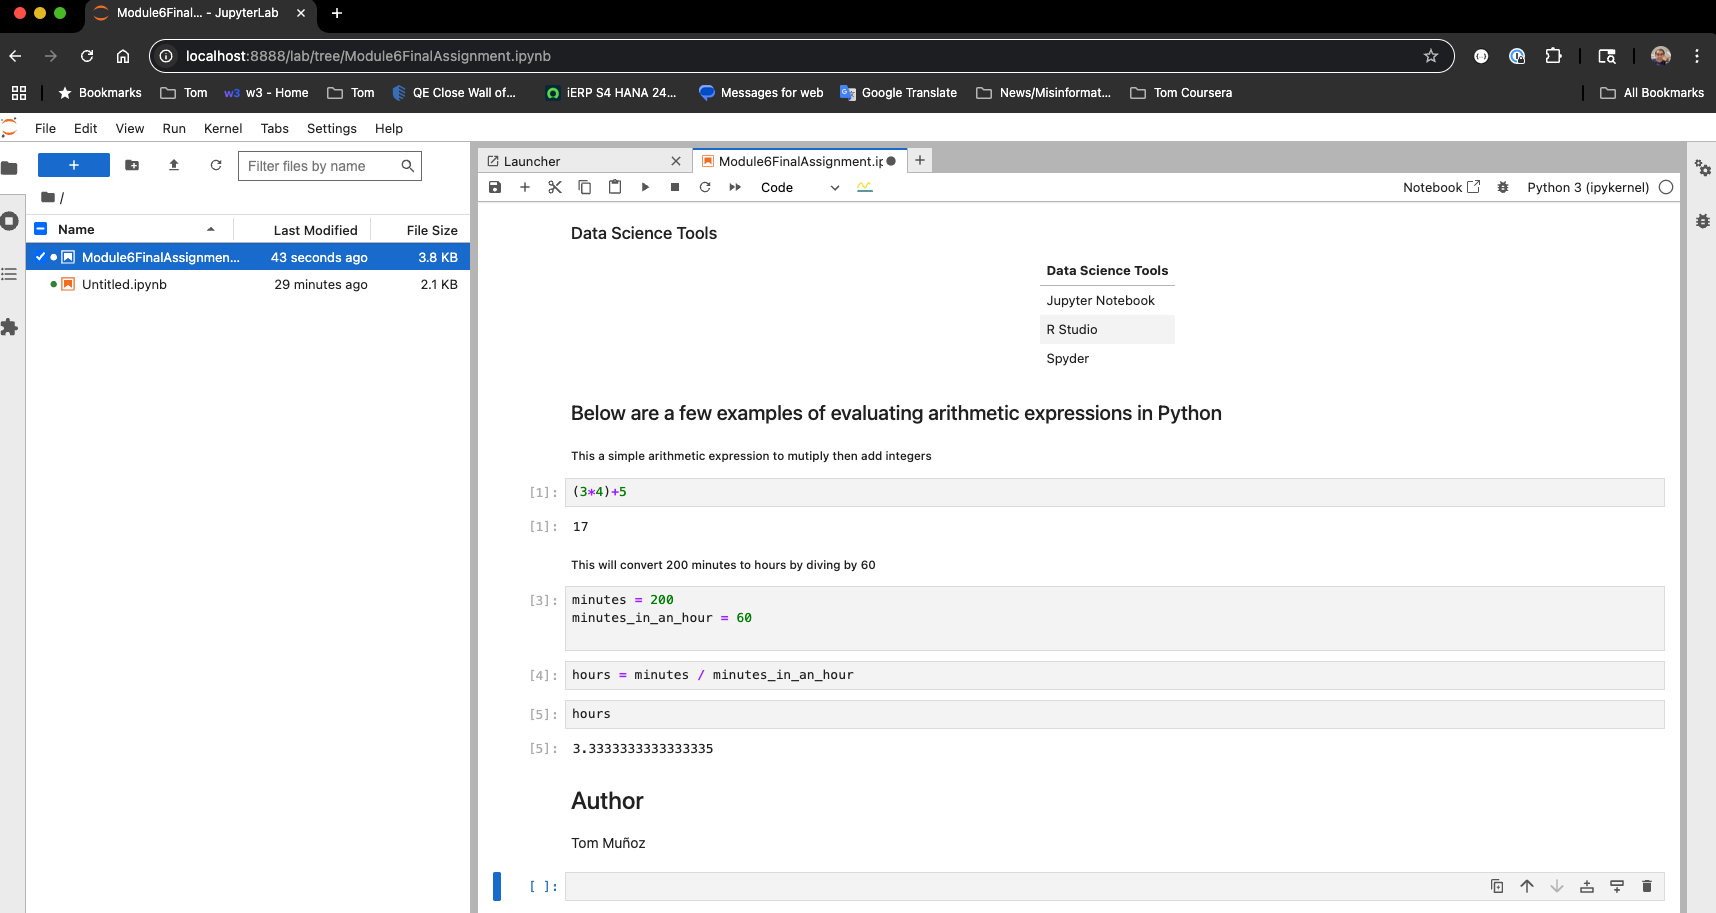 Module6Final... - JupyterLab
localhost:8888/lab/tree/Module6FinalAssignment.ipynb
Bookmarks Tom w3 w3 - Home Tom QE Close Wall of... iERP S4 HANA 24... Messages for web Google Translate News/Misinformat... Tom Coursera All Bookmarks
File Edit View Run Kernel Tabs Settings Help
Filter files by name
/
Name Last Modified File Size
Module6FinalAssignmen... 43 seconds ago 3.8 KB
Untitled.ipynb 29 minutes ago 2.1 KB
Launcher Module6FinalAssignment.ip
Code Notebook Python 3 (ipykernel)
Data Science Tools
Data Science Tools
Jupyter Notebook
R Studio
Spyder
Below are a few examples of evaluating arithmetic expressions in Python
This a simple arithmetic expression to mutiply then add integers
[1]: (3*4)+5
[1]: 17
This will convert 200 minutes to hours by diving by 60
[3]: minutes = 200
minutes_in_an_hour = 60
[4]: hours = minutes / minutes_in_an_hour
[5]: hours
[5]: 3.3333333333333335
Author
Tom Muñoz
[ ]: